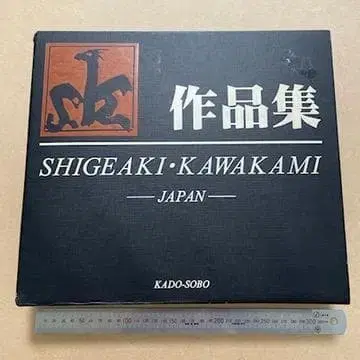 作品集
SHIGEAKI・KAWAKAMI
—JAPAN—
KADO-SOBO